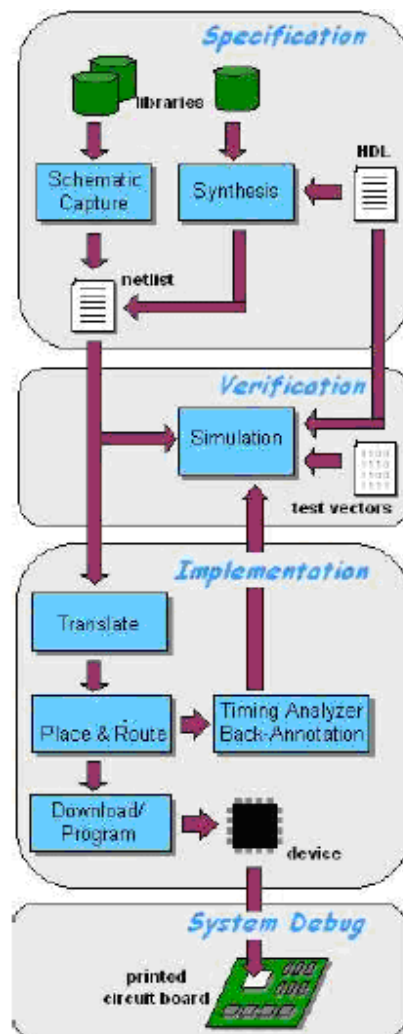 Specification
libraries
HDL
Schematic
Capture
Synthesis
netlist
Verification
Simulation
test vectors
Implementation
Translate
Place & Route
Timing Analyzer
Back-Annotation
Download/
Program
device
System Debug
printed
circuit board